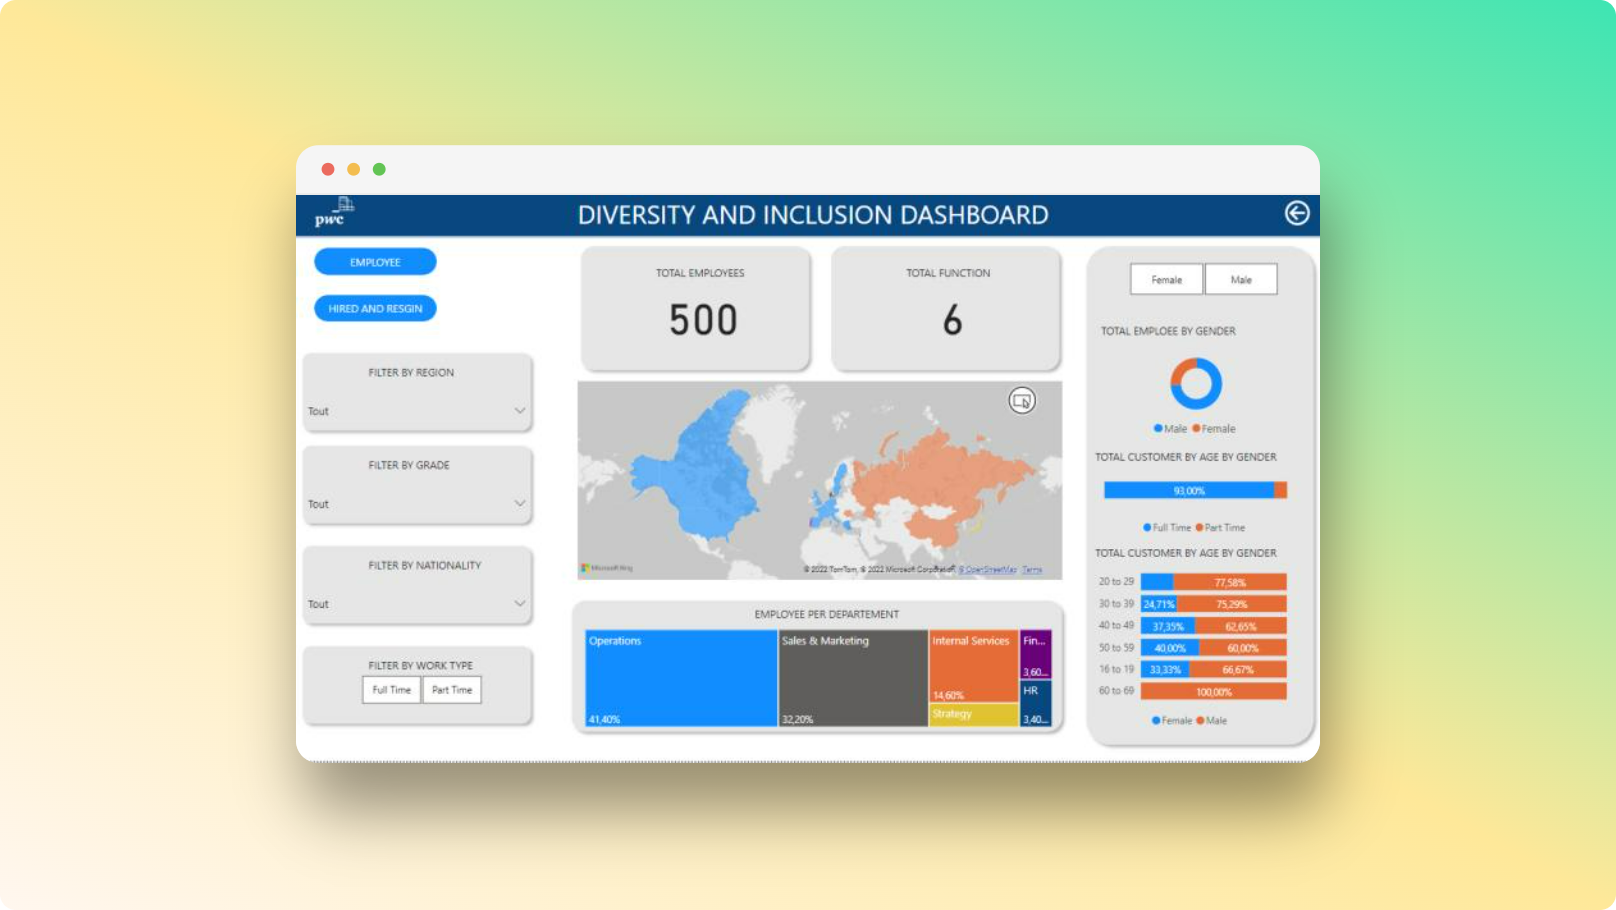 pwc
DIVERSITY AND INCLUSION DASHBOARD
EMPLOYEE
HIRED AND RESGIN
FILTER BY REGION
Tout
FILTER BY GRADE
Tout
FILTER BY NATIONALITY
Tout
FILTER BY WORK TYPE
Full Time
Part Time
TOTAL EMPLOYEES
500
TOTAL FUNCTION
6
Microsoft Bing
© 2022 TomTom, © 2022 Microsoft Corporation, © OpenStreetMap Terms
EMPLOYEE PER DEPARTEMENT
Operations
41,40%
Sales & Marketing
32,20%
Internal Services
14,60%
Strategy
Fin...
3,60...
HR
3,40...
Female
Male
TOTAL EMPLOEE BY GENDER
Male Female
TOTAL CUSTOMER BY AGE BY GENDER
93,00%
Full Time Part Time
TOTAL CUSTOMER BY AGE BY GENDER
20 to 29 77,58%
30 to 39 24,71% 75,29%
40 to 49 37,35% 62,65%
50 to 59 40,00% 60,00%
16 to 19 33,33% 66,67%
60 to 69 100,00%
Female Male